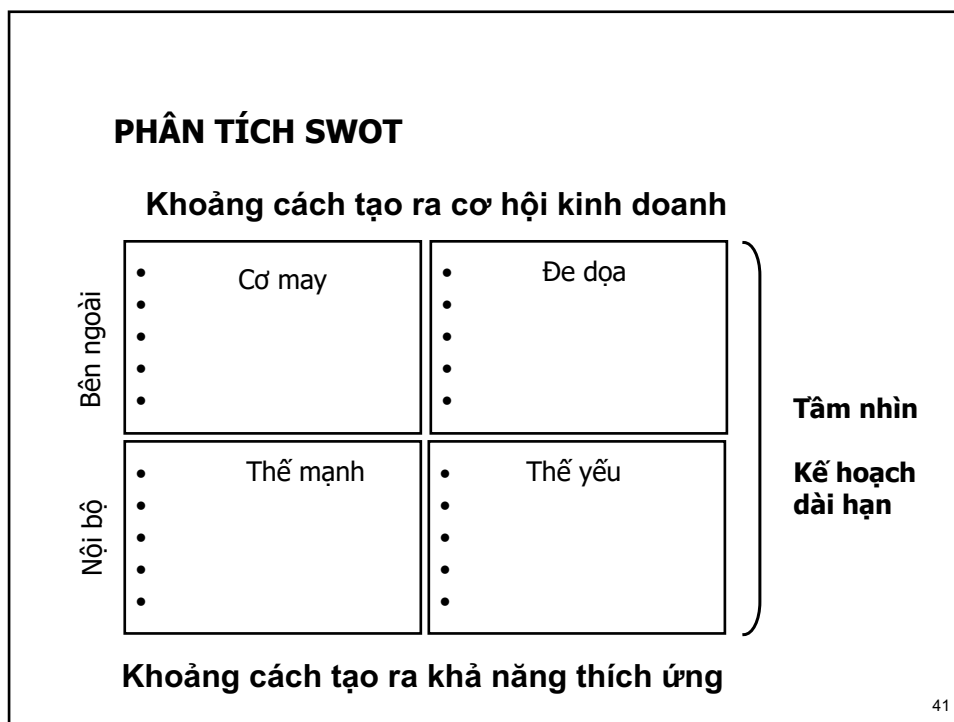 PHÂN TÍCH SWOT
Khoảng cách tạo ra cơ hội kinh doanh
Bên ngoài
• Cơ may
•
•
•
•
• Đe dọa
•
•
•
•
Nội bộ
• Thế mạnh
•
•
•
•
• Thế yếu
•
•
•
•
Tầm nhìn
Kế hoạch
dài hạn
Khoảng cách tạo ra khả năng thích ứng
41